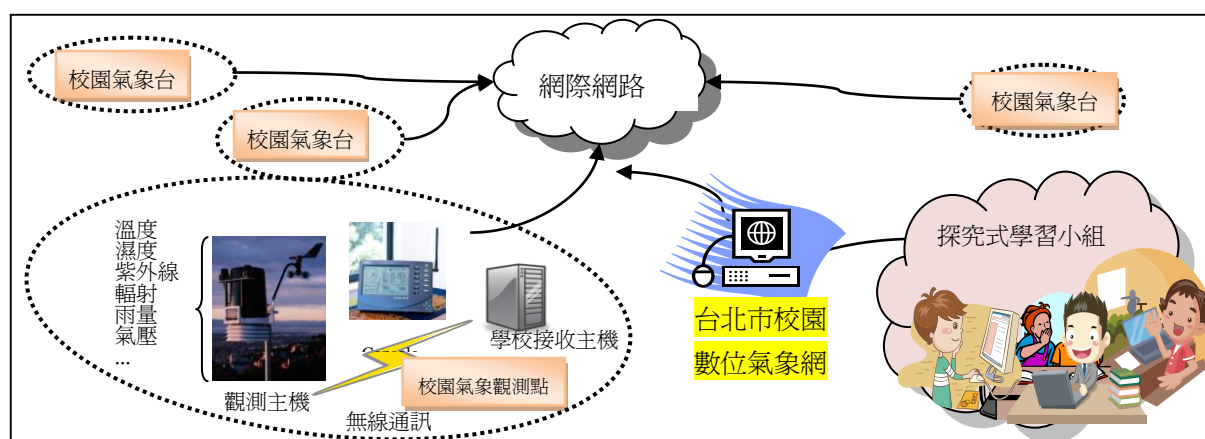 校園氣象台
網際網路
校園氣象台
校園氣象台
溫度
濕度
紫外線
輻射
雨量
氣壓
...
探究式學習小組
學校接收主機
台北市校園
數位氣象網
校園氣象觀測點
觀測主機
無線通訊